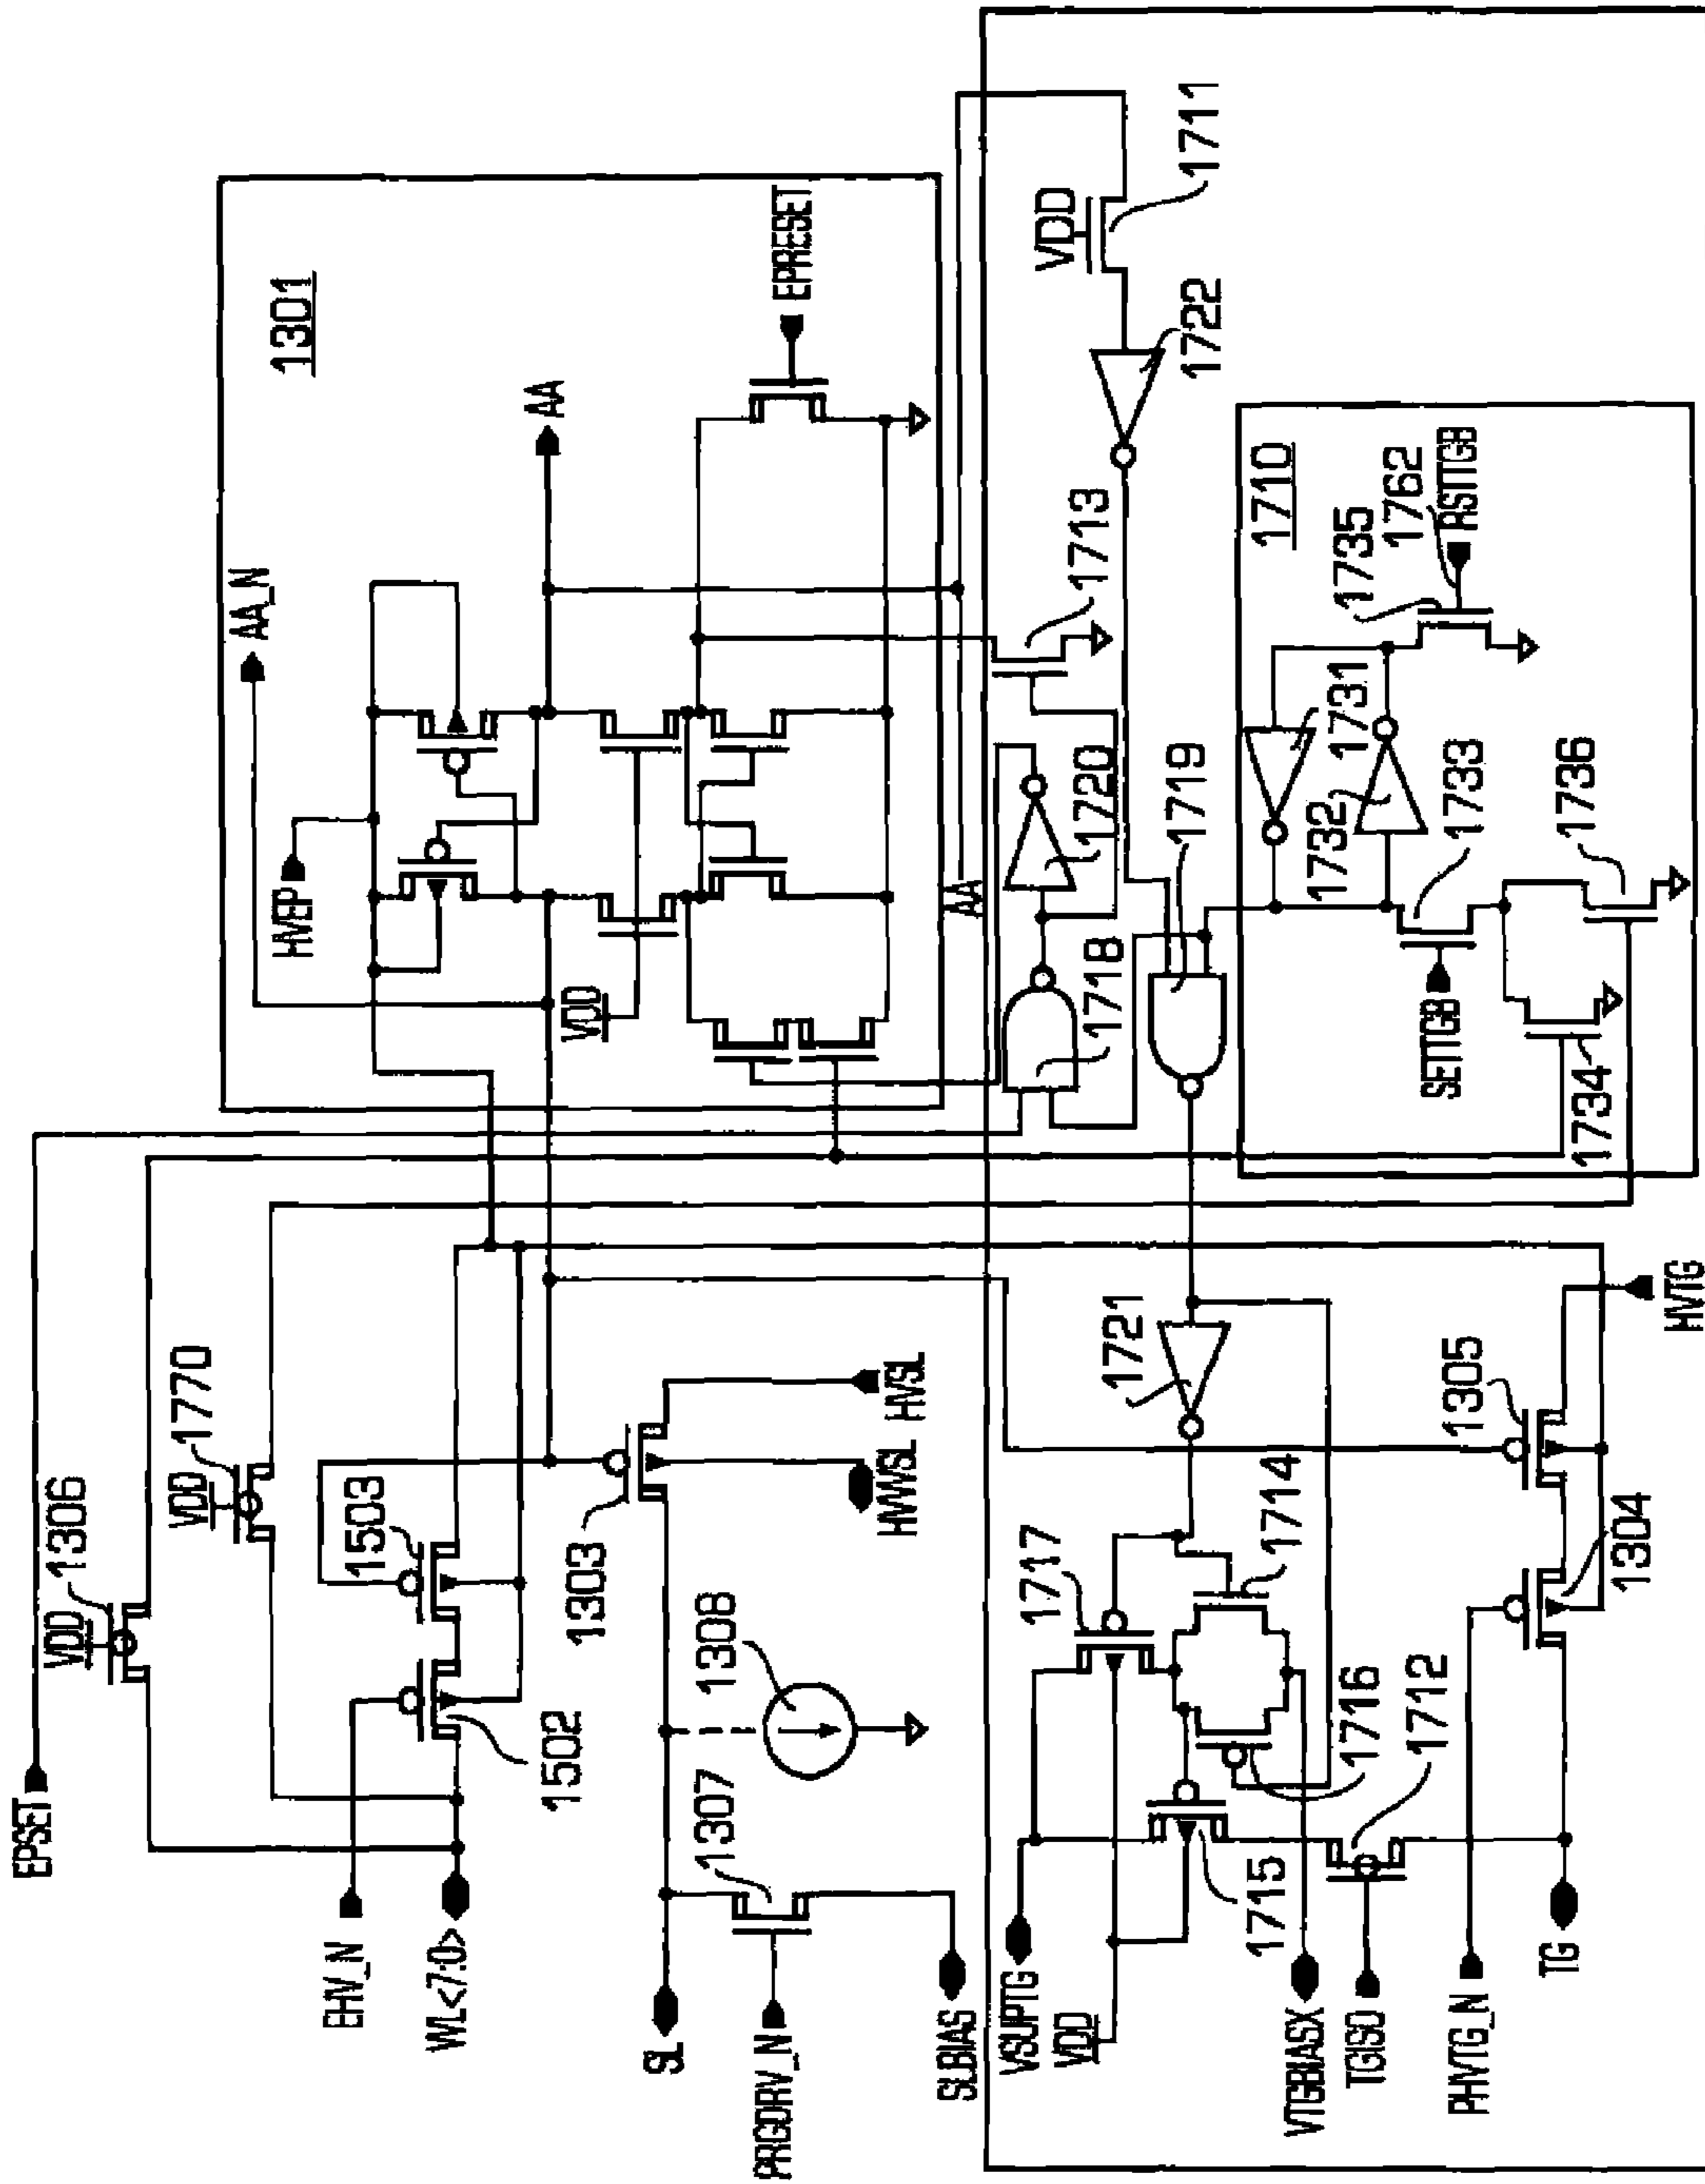 EPSET
VDD
1306
VDD
1770
EHV_N
WL<7:0>
1502
1503
HVEP
AA_N
AA
1301
VDD
EPRESET
AA
SL
PRGDRV_N
1307
1308
1303
HVWSL
HVSL
SLBIAS
VSUPTG
VDD
VTGBIASX
TGISO
PHVTG_N
TG
1715
1712
1716
1717
1714
1721
1304
1305
HVTG
1718
1720
1719
1713
VDD
1711
1722
1710
SETTGB
1734
1736
1733
1732
1731
1735
1762
RSTTGB